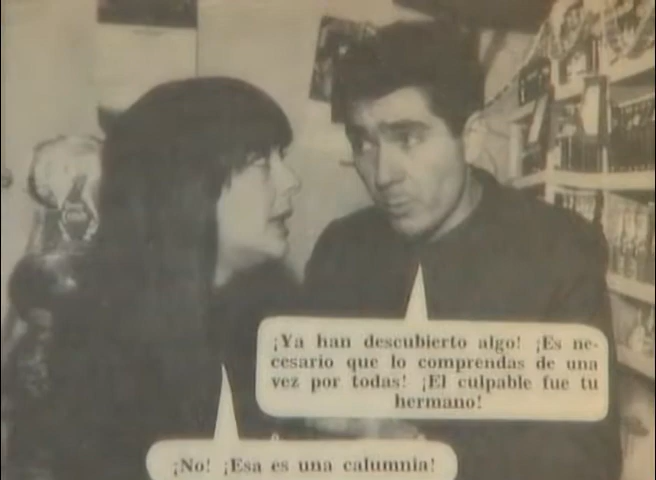 ¡Ya han descubierto algo! ¡Es ne-
cesario que lo comprendas de una
vez por todas! ¡El culpable fue tu
hermano!
¡No! ¡Esa es una calumnia!